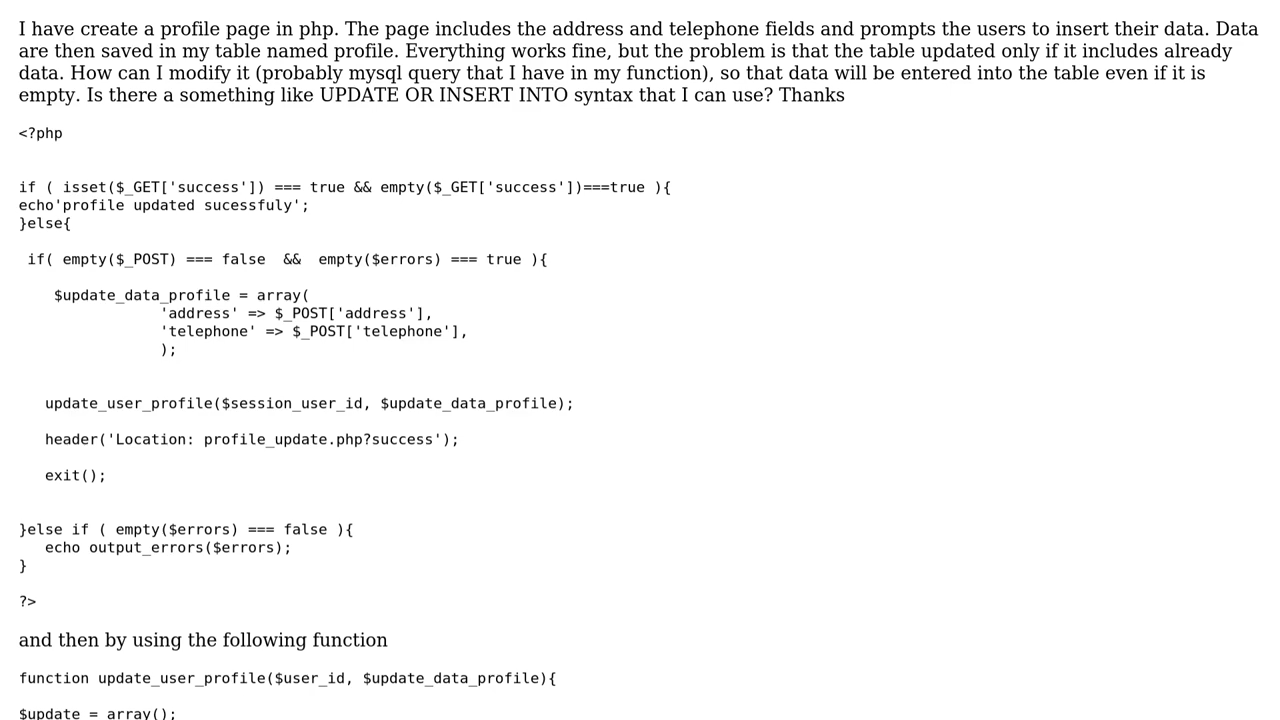 I have create a profile page in php. The page includes the address and telephone fields and prompts the users to insert their data. Data
are then saved in my table named profile. Everything works fine, but the problem is that the table updated only if it includes already
data. How can I modify it (probably mysql query that I have in my function), so that data will be entered into the table even if it is
empty. Is there a something like UPDATE OR INSERT INTO syntax that I can use? Thanks
<?php
if ( isset($_GET['success']) === true && empty($_GET['success'])===true ){
echo'profile updated sucessfuly';
}else{
if( empty($_POST) === false  &&  empty($errors) === true ){
$update_data_profile = array(
'address' => $_POST['address'],
'telephone' => $_POST['telephone'],
);
update_user_profile($session_user_id, $update_data_profile);
header('Location: profile_update.php?success');
exit();
}else if ( empty($errors) === false ){
echo output_errors($errors);
}
?>
and then by using the following function
function update_user_profile($user_id, $update_data_profile){
$update = array();